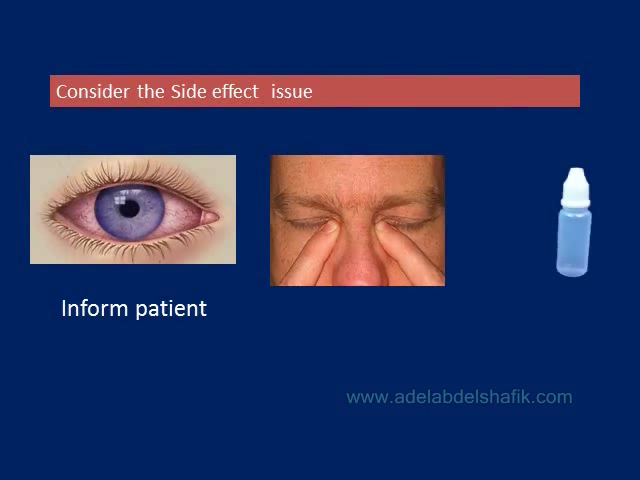 Consider the Side effect  issue
Inform patient
www.adelabdelshafik.com